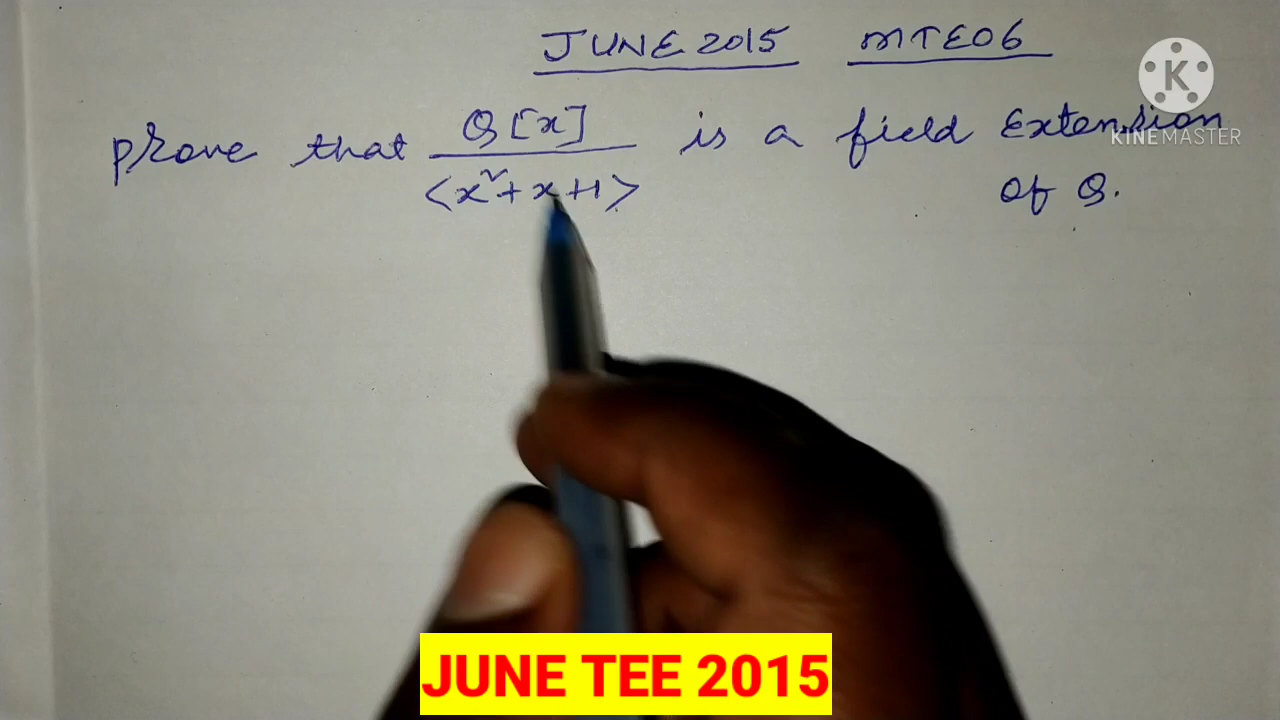 JUNE 2015 MTE06
K
KINEMASTER
prove that Q[x] is a field Extension
<x²+x+1> of Q.
JUNE TEE 2015